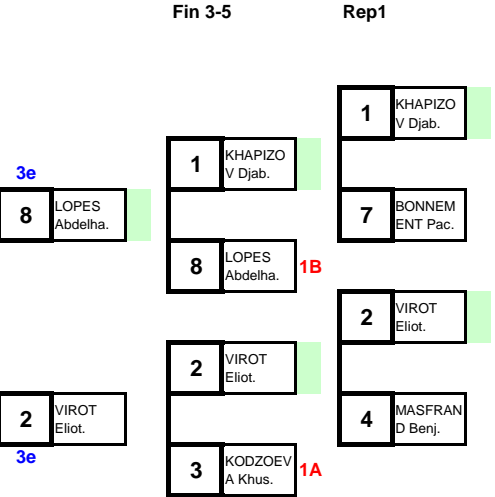 Fin 3-5
Rep1
1
KHAPIZO
V Djab.
1
KHAPIZO
V Djab.
3e
8
LOPES
Abdelha.
7
BONNEM
ENT Pac.
8
LOPES
Abdelha.
1B
2
VIROT
Eliot.
2
VIROT
Eliot.
2
VIROT
Eliot.
4
MASFRAN
D Benj.
3e
3
KODZOEV
A Khus.
1A